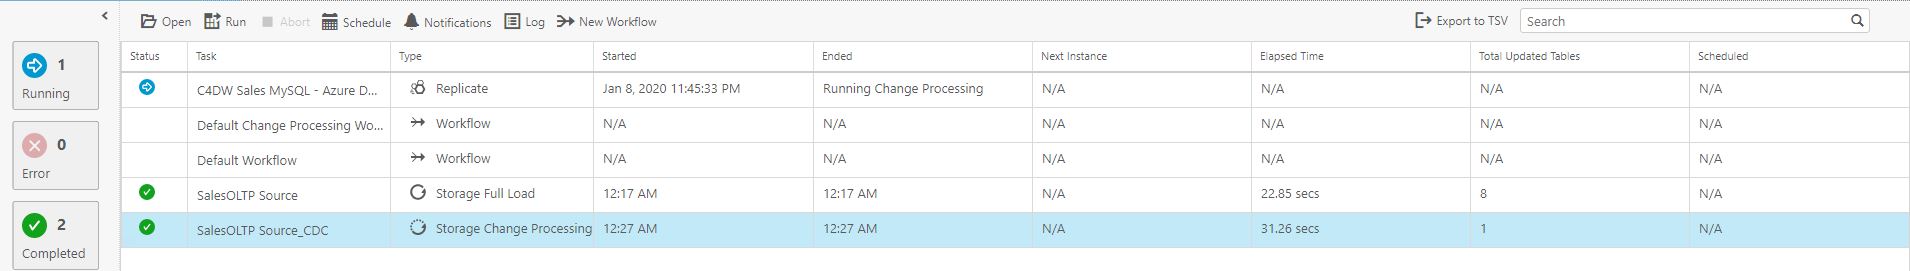 Open Run Abort Schedule Notifications Log New Workflow Export to TSV Search
1
Running
0
Error
2
Completed
Status Task Type Started Ended Next Instance Elapsed Time Total Updated Tables Scheduled
C4DW Sales MySQL - Azure D... Replicate Jan 8, 2020 11:45:33 PM Running Change Processing N/A N/A N/A N/A
Default Change Processing Wo... Workflow N/A N/A N/A N/A N/A N/A
Default Workflow Workflow N/A N/A N/A N/A N/A N/A
SalesOLTP Source Storage Full Load 12:17 AM 12:17 AM N/A 22.85 secs 8 N/A
SalesOLTP Source_CDC Storage Change Processing 12:27 AM 12:27 AM N/A 31.26 secs 1 N/A